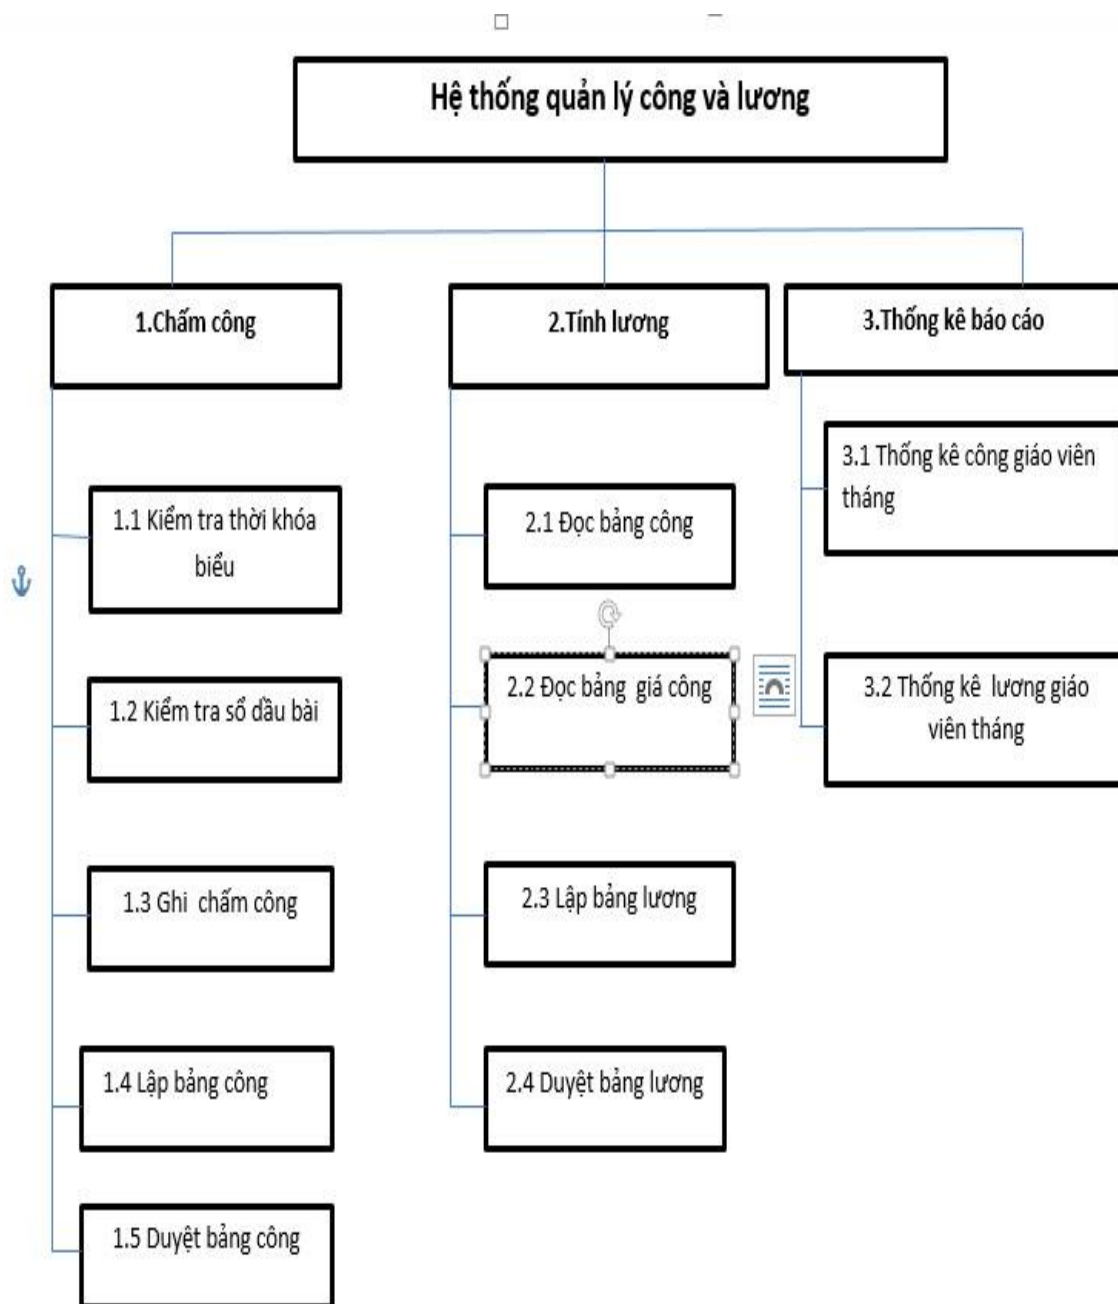 Hệ thống quản lý công và lương
1.Chấm công
2.Tính lương
3.Thống kê báo cáo
1.1 Kiểm tra thời khóa
biểu
1.2 Kiểm tra sổ dầu bài
1.3 Ghi chấm công
1.4 Lập bảng công
1.5 Duyệt bảng công
2.1 Đọc bảng công
2.2 Đọc bảng giá công
2.3 Lập bảng lương
2.4 Duyệt bảng lương
3.1 Thống kê công giáo viên
tháng
3.2 Thống kê lương giáo
viên tháng